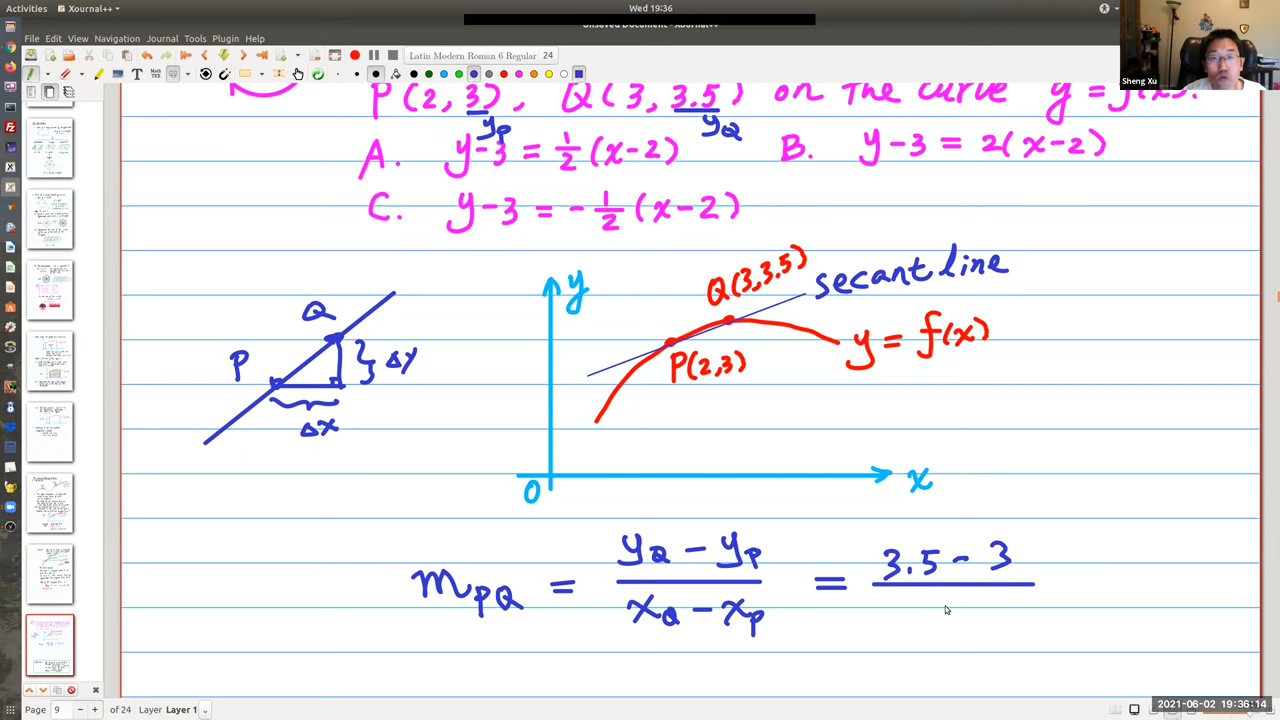 Activities Xournal++ Wed 19:36
Unsaved Document - Xournal++
File Edit View Navigation Journal Tools Plugin Help
Latin Modern Roman 6 Regular 24
Sheng Xu
P(2, 3), Q(3, 3.5) on the curve y = f(x).
yP yQ
A. y-3 = 1/2 (x-2) B. y-3 = 2(x-2)
C. y-3 = -1/2 (x-2)
y
Q(3,3.5)
secant line
P(2,3)
y = f(x)
Q
P
Δy
Δx
0
x
mPQ = (yQ - yP)/(xQ - xP) = 3.5 - 3
Page 9 of 24 Layer Layer 1
2021-06-02 19:36:14